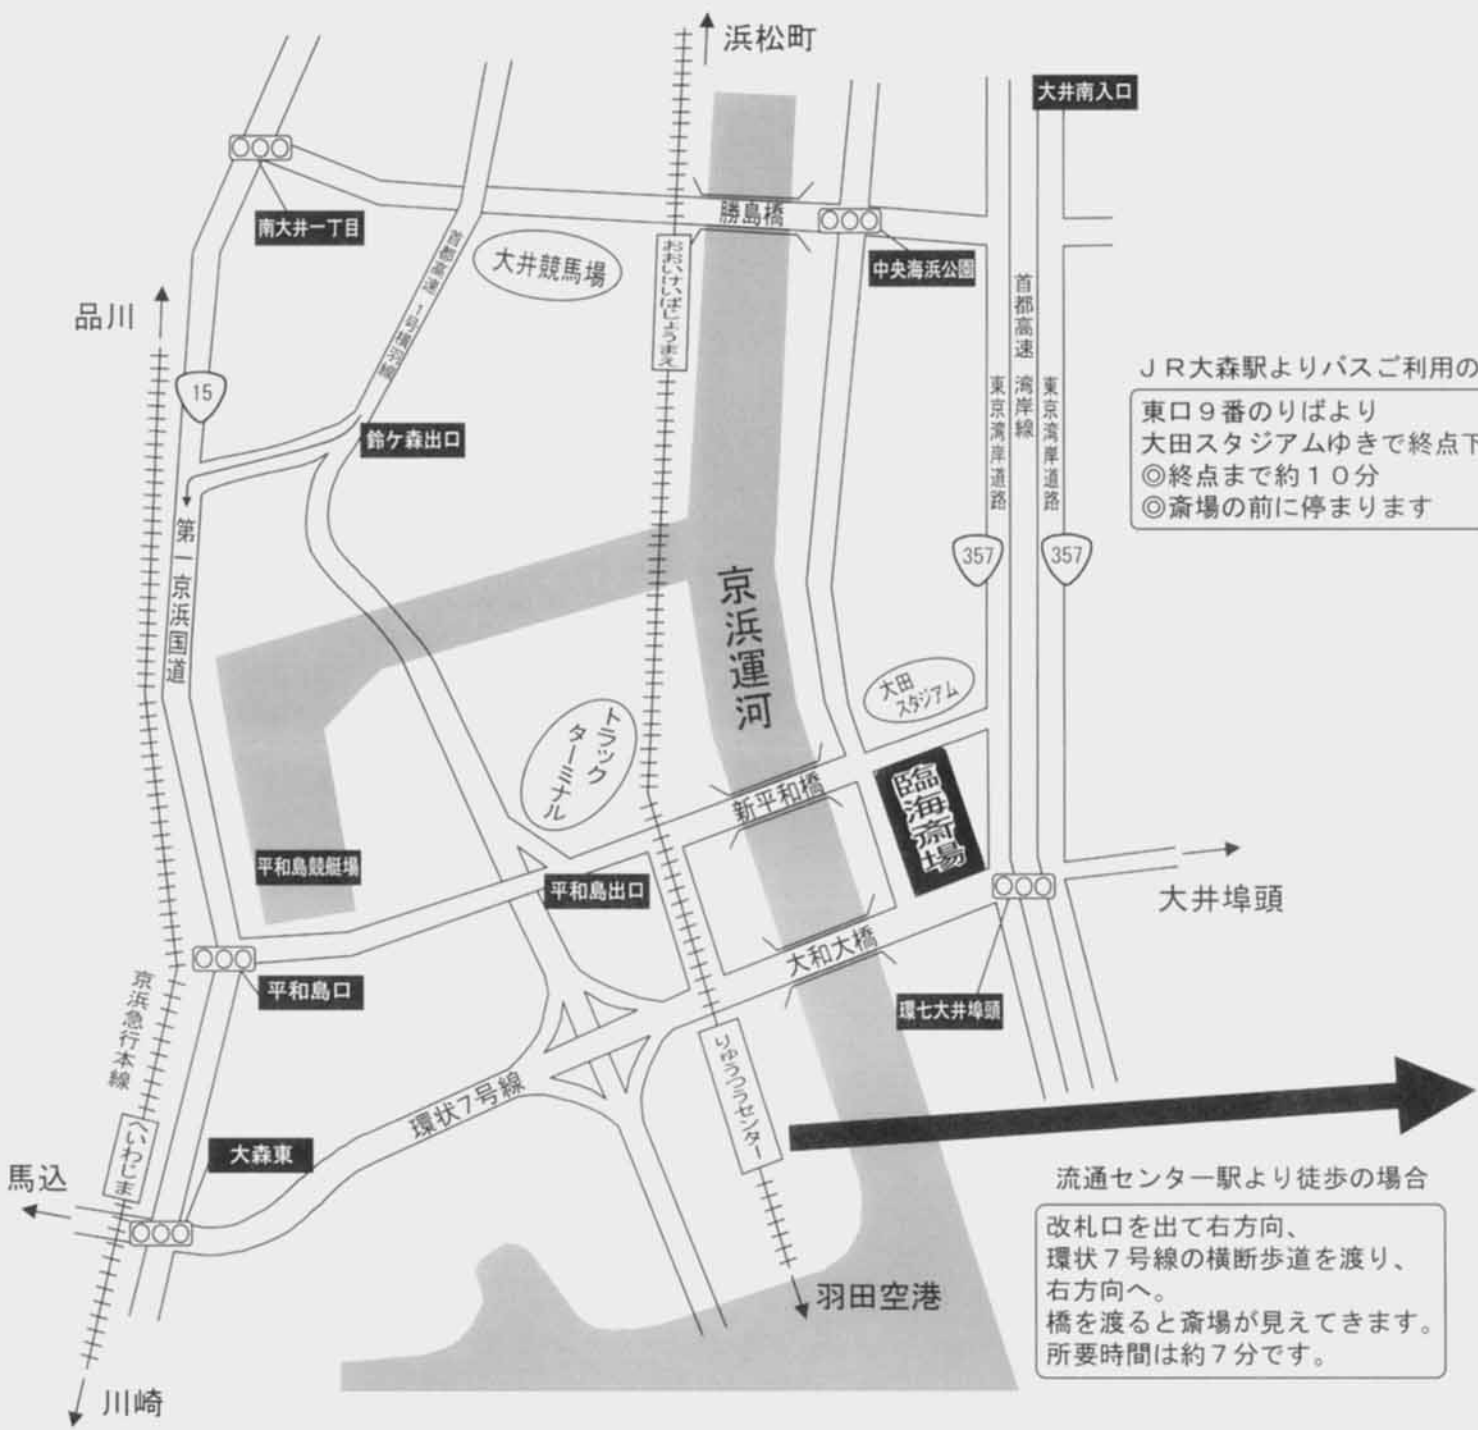 浜松町
大井南入口
南大井一丁目
勝島橋
大井競馬場
中央海浜公園
おおいけいばじょうまえ
首都高速 1号横羽線
品川
15
鈴ケ森出口
首都高速 湾岸線
東京湾岸道路
東京湾岸道路
JR大森駅よりバスご利用の
東口9番のりばより
大田スタジアムゆきで終点下
◎終点まで約10分
◎斎場の前に停まります
第一京浜国道
357
357
京浜運河
大田
スタジアム
トラック
ターミナル
新平和橋
臨海斎場
平和島競艇場
平和島出口
大井埠頭
大和大橋
平和島口
環七大井埠頭
京浜急行本線
りゅうつうセンター
環状7号線
大森東
へいわじま
馬込
流通センター駅より徒歩の場合
改札口を出て右方向、
環状7号線の横断歩道を渡り、
右方向へ。
橋を渡ると斎場が見えてきます。
所要時間は約7分です。
羽田空港
川崎